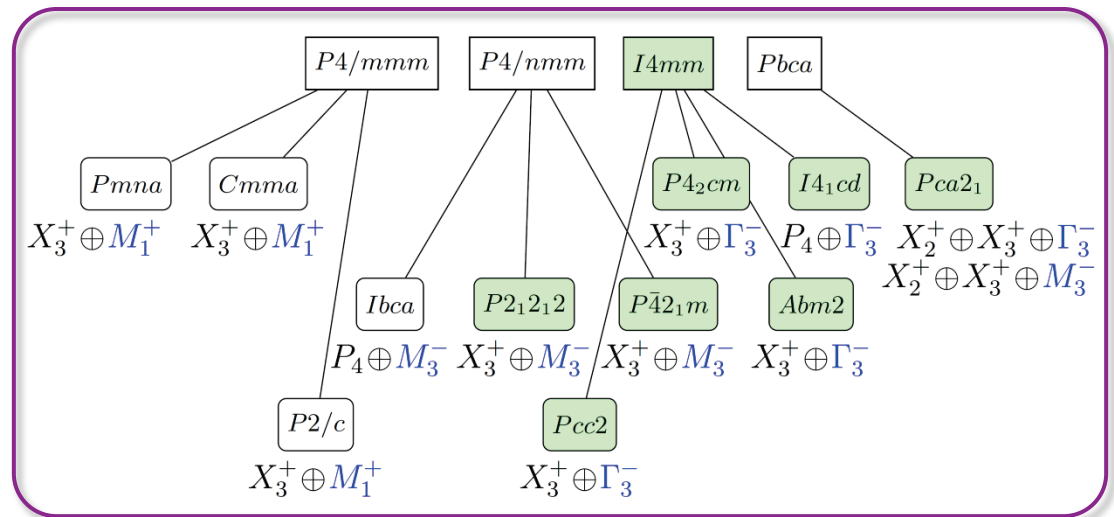 P4/mmm P4/nmm I4mm Pbca
Pmna Cmma P4₂cm I4₁cd Pca2₁
X₃⁺⊕M₁⁺ X₃⁺⊕M₁⁺ X₃⁺⊕Γ₃⁻ P₄⊕Γ₃⁻ X₂⁺⊕X₃⁺⊕Γ₃⁻
X₂⁺⊕X₃⁺⊕M₃⁻
Ibca P2₁2₁2 P4̄2₁m Abm2
P₄⊕M₃⁻ X₃⁺⊕M₃⁻ X₃⁺⊕M₃⁻ X₃⁺⊕Γ₃⁻
P2/c Pcc2
X₃⁺⊕M₁⁺ X₃⁺⊕Γ₃⁻